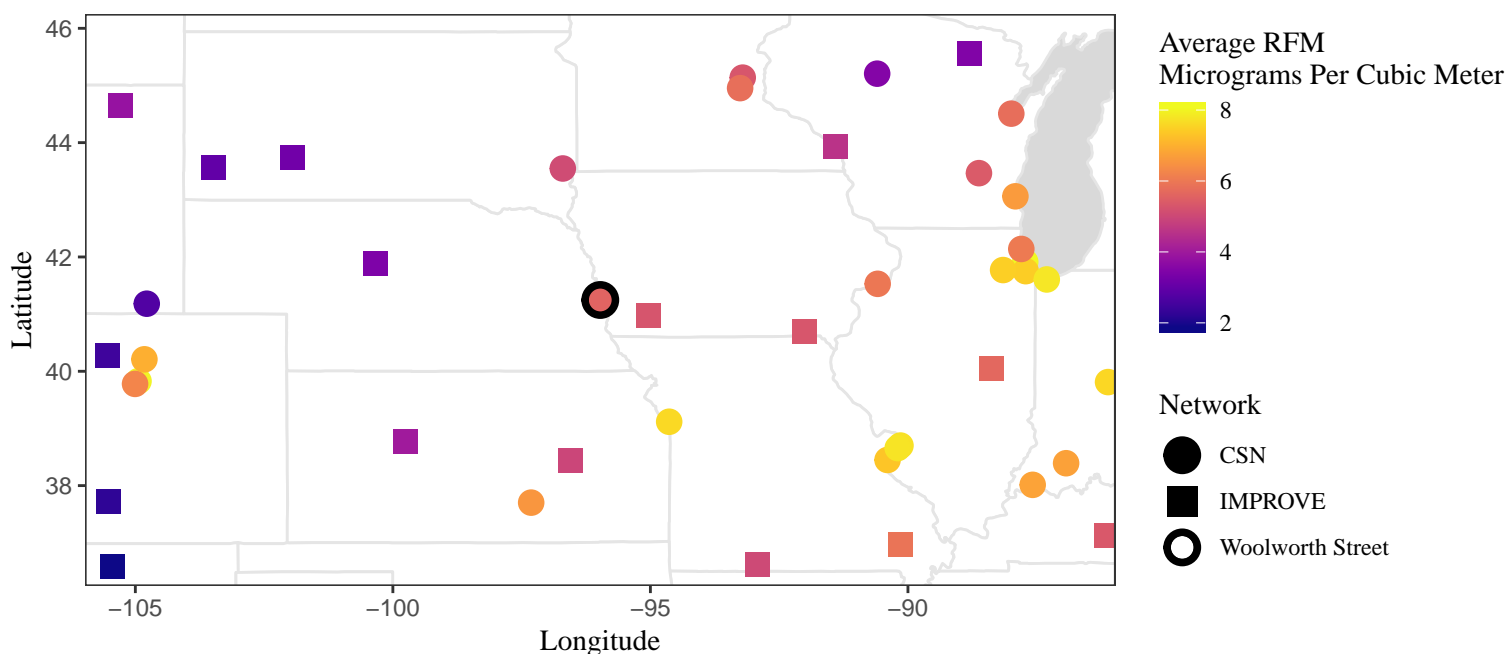 46
44
42
40
38
Latitude
−105
−100
−95
−90
Longitude
Average RFM
Micrograms Per Cubic Meter
8
6
4
2
Network
CSN
IMPROVE
Woolworth Street